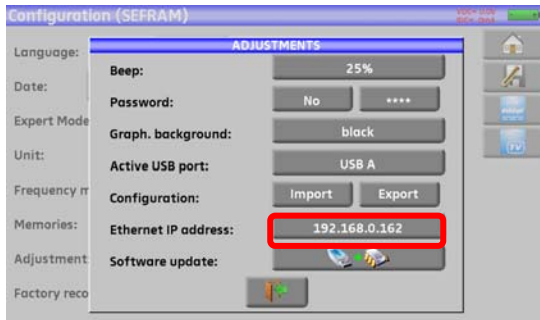 Configuration (SEFRAM)
ADJUSTMENTS
Language:
Beep: 25%
Date:
Password: No ****
Expert Mode
Graph. background: black
Unit:
Active USB port: USB A
Frequency m
Configuration: Import Export
Memories:
Ethernet IP address: 192.168.0.162
Adjustment
Software update:
Factory reco